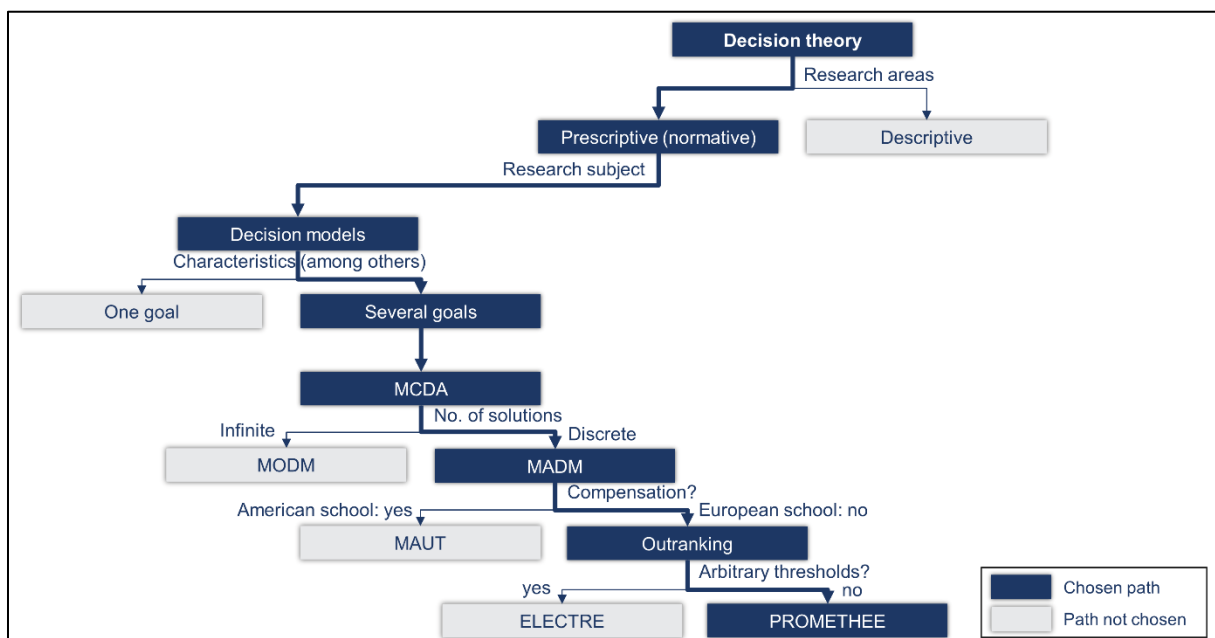 Decision theory
Research areas
Prescriptive (normative)
Descriptive
Research subject
Decision models
Characteristics (among others)
One goal
Several goals
MCDA
No. of solutions
Infinite
Discrete
MODM
MADM
Compensation?
American school: yes
European school: no
MAUT
Outranking
Arbitrary thresholds?
yes
no
ELECTRE
PROMETHEE
Chosen path
Path not chosen